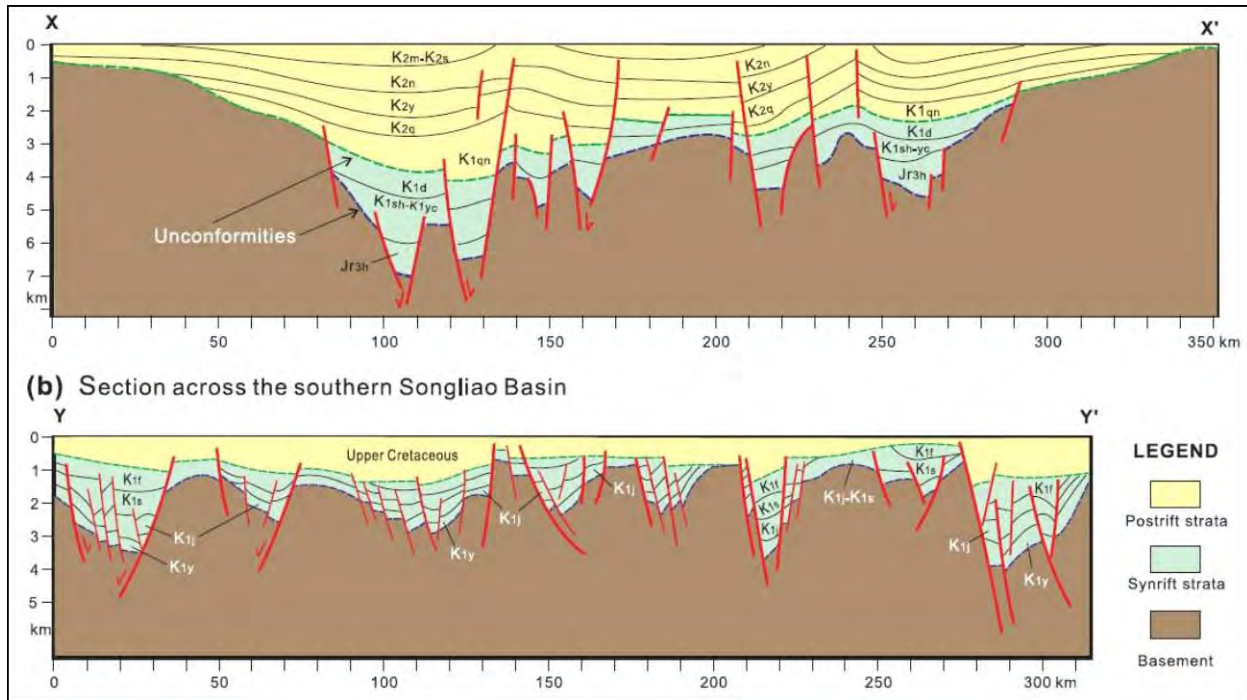 X X'
0
1
2
3
4
5
6
7
km
K2m-K2s
K2n
K2y
K2q
K1qn
K1d
K1sh-K1yc
Jr3h
Unconformities
K2n
K2y
K2q
K1qn
K1d
K1sh-yc
Jr3h
0 50 100 150 200 250 300 350 km
(b) Section across the southern Songliao Basin
Y Y'
0
1
2
3
4
5
km
Upper Cretaceous
K1f
K1s
K1j
K1y
K1y
K1j
K1j
K1f
K1s
K1j
K1j-K1s
K1f
K1s
K1j
K1f
K1y
0 50 100 150 200 250 300 km
LEGEND
Postrift strata
Synrift strata
Basement